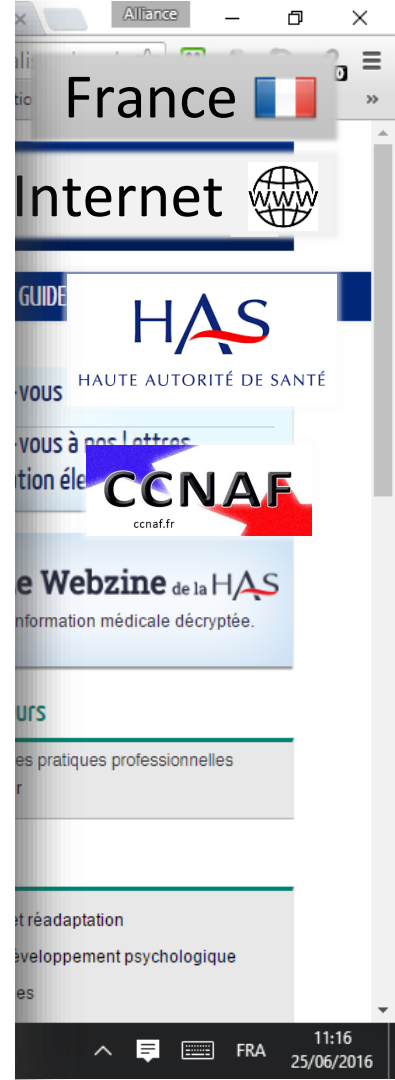 Alliance
France
Internet
WWW
GUIDE
HAS
HAUTE AUTORITÉ DE SANTÉ
-vous
-vous à nos Lettres
tion éle
CCNAF
ccnaf.fr
e Webzine de la HAS
nformation médicale décryptée.
urs
es pratiques professionnelles
r
et réadaptation
éveloppement psychologique
es
FRA
11:16
25/06/2016